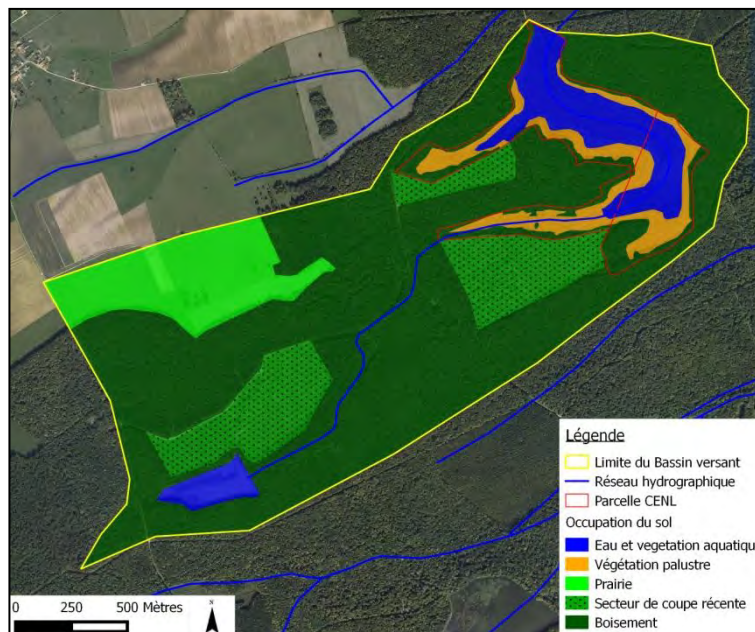 Légende
Limite du Bassin versant
Réseau hydrographique
Parcelle CENL
Occupation du sol
Eau et vegetation aquatiqu
Végétation palustre
Prairie
Secteur de coupe récente
Boisement
0 250 500 Mètres
N